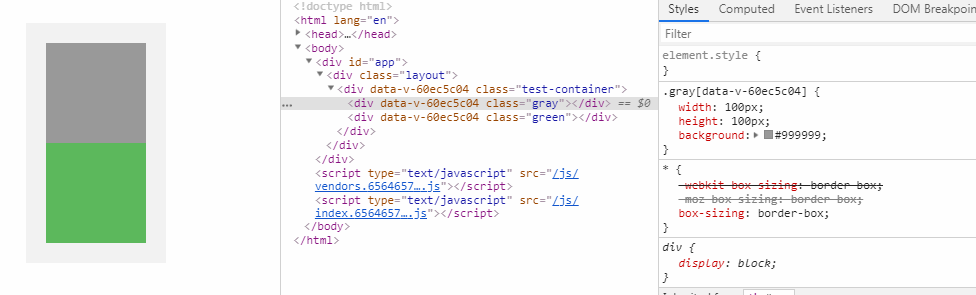 <!doctype html>
<html lang="en">
<head>…</head>
<body>
<div id="app">
<div class="layout">
<div data-v-60ec5c04 class="test-container">
… <div data-v-60ec5c04 class="gray"></div> == $0
<div data-v-60ec5c04 class="green"></div>
</div>
</div>
</div>
<script type="text/javascript" src="/js/
vendors.6564657….js"></script>
<script type="text/javascript" src="/js/
index.6564657….js"></script>
</body>
</html>
Styles Computed Event Listeners DOM Breakpoin
Filter
element.style {
}
.gray[data-v-60ec5c04] {
width: 100px;
height: 100px;
background: #999999;
}
* {
-webkit-box-sizing: border-box;
-moz-box-sizing: border-box;
box-sizing: border-box;
}
div {
display: block;
}